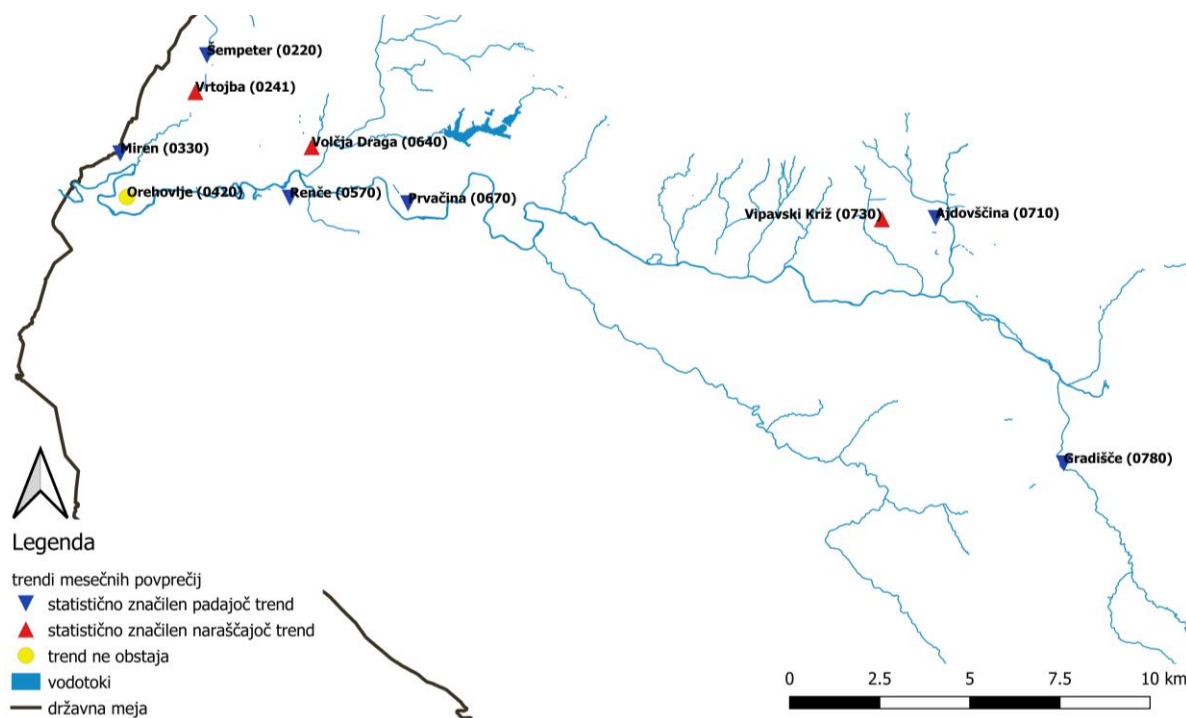 Šempeter (0220)
Vrtojba (0241)
Miren (0330)
Volčja Draga (0640)
Orehovlje (0420)
Renče (0570)
Prvačina (0670)
Vipavski Križ (0730)
Ajdovščina (0710)
Gradišče (0780)
Legenda
trendi mesečnih povprečij
statistično značilen padajoč trend
statistično značilen naraščajoč trend
trend ne obstaja
vodotoki
državna meja
0 2.5 5 7.5 10 km